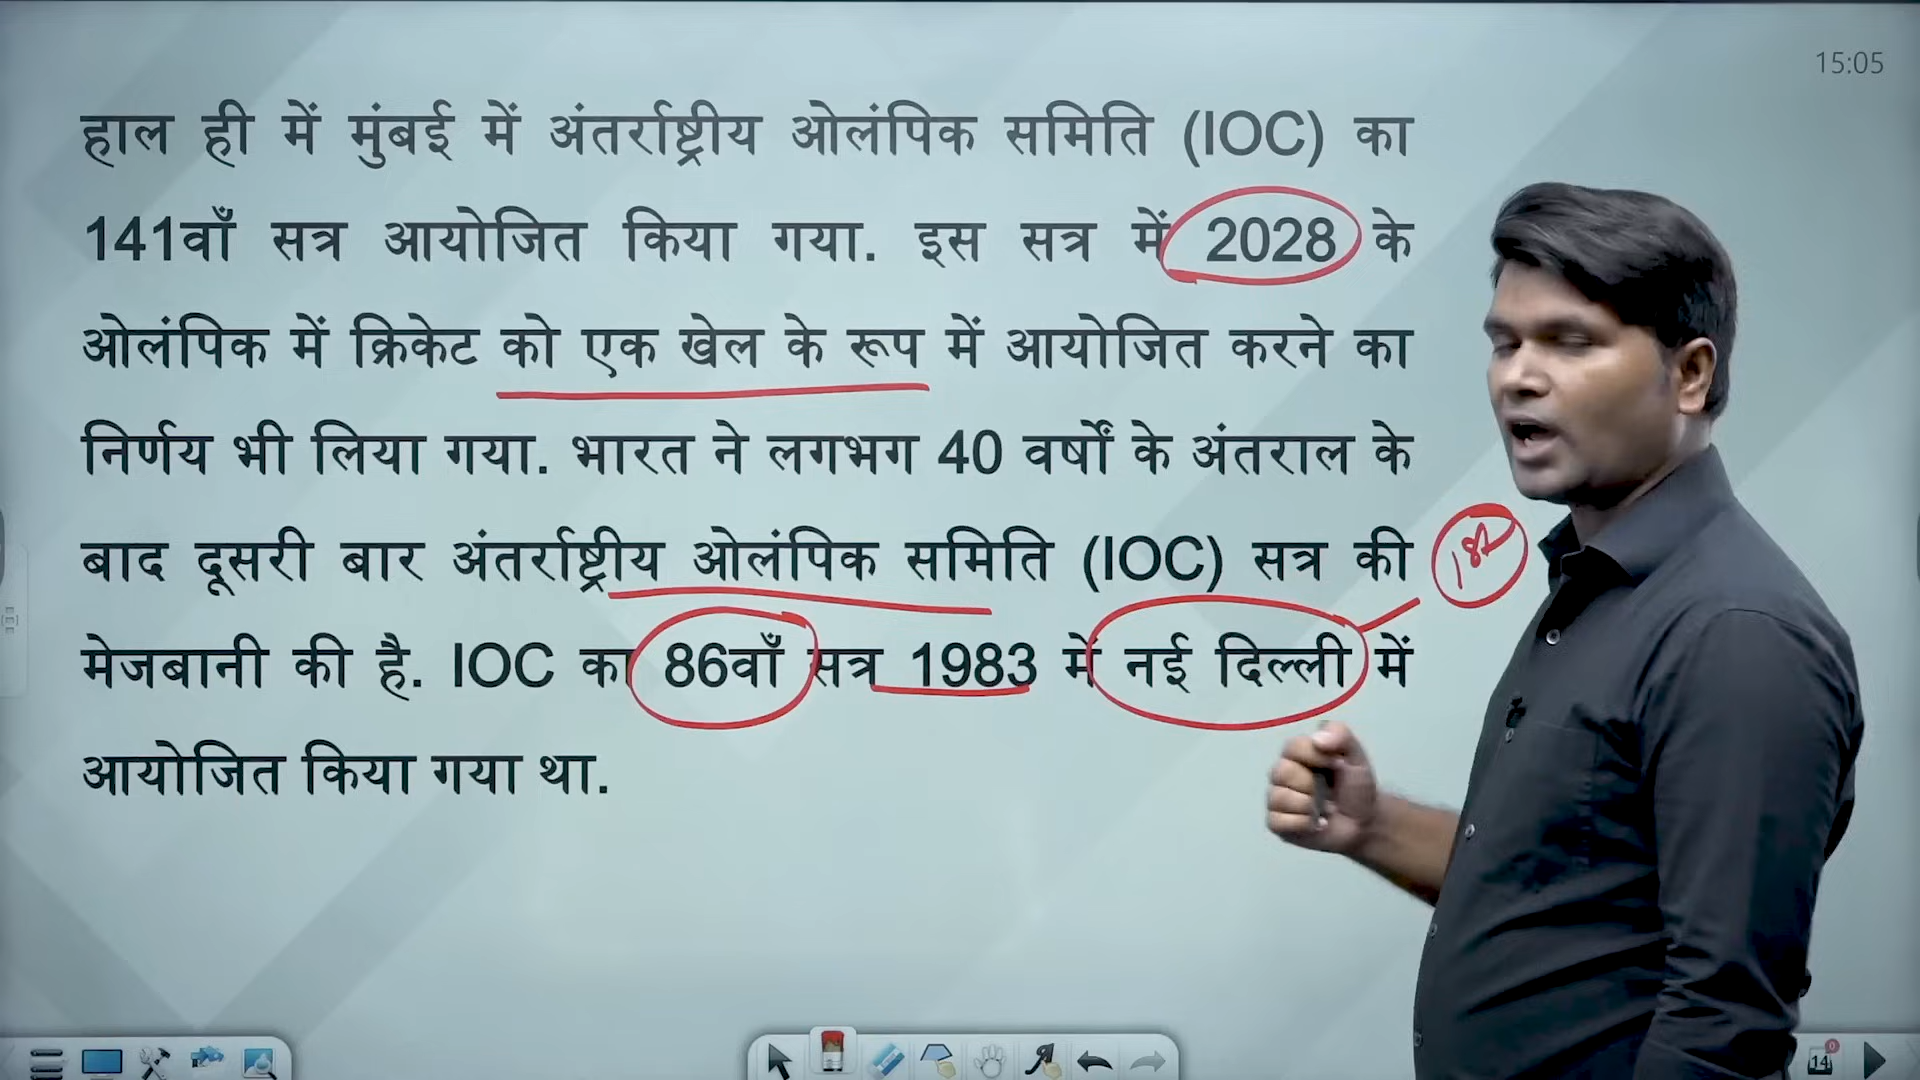 15:05
हाल ही में मुंबई में अंतर्राष्ट्रीय ओलंपिक समिति (IOC) का
141वाँ सत्र आयोजित किया गया. इस सत्र में 2028 के
ओलंपिक में क्रिकेट को एक खेल के रूप में आयोजित करने का
निर्णय भी लिया गया. भारत ने लगभग 40 वर्षों के अंतराल के
बाद दूसरी बार अंतर्राष्ट्रीय ओलंपिक समिति (IOC) सत्र की
मेजबानी की है. IOC का 86वाँ सत्र 1983 में नई दिल्ली में
आयोजित किया गया था.
14
0